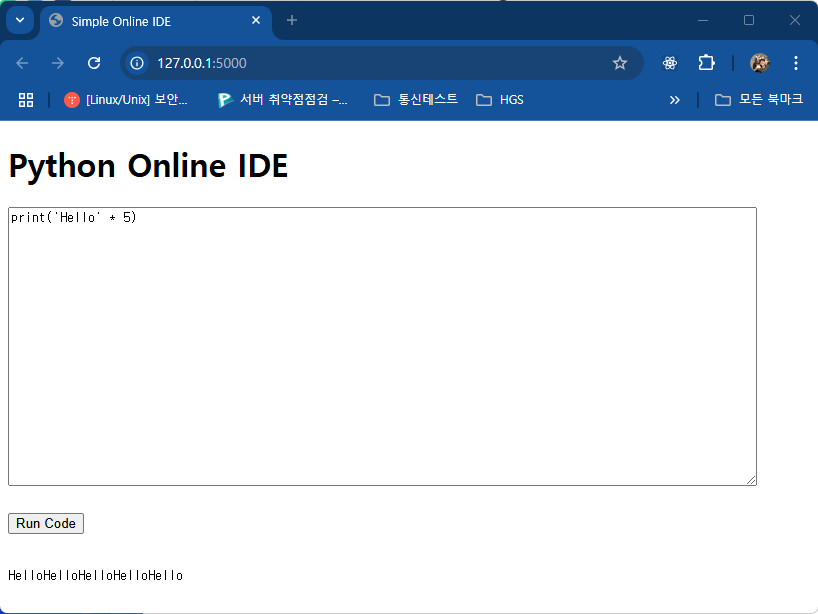 Simple Online IDE
127.0.0.1:5000
[Linux/Unix] 보안...
서버 취약점점검 –...
통신테스트
HGS
모든 북마크
Python Online IDE
print('Hello' * 5)
Run Code
HelloHelloHelloHelloHello